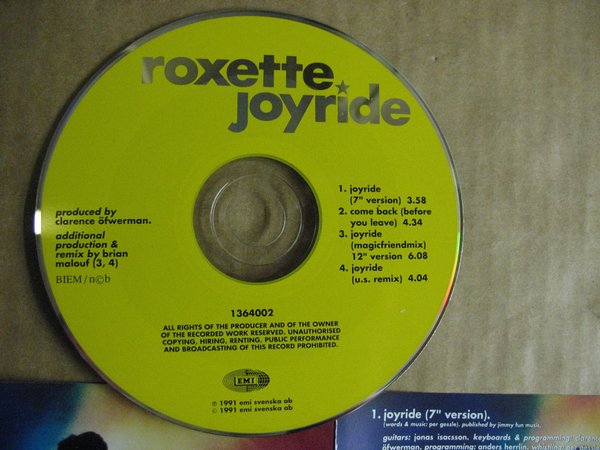 roxette
joyride
1. joyride
(7" version) 3.58
2. come back (before
you leave) 4.34
3. joyride
(magicfriendmix)
12" version 6.08
4. joyride
(u.s. remix) 4.04
produced by
clarence öfwerman.
additional
production &
remix by brian
malouf (3, 4)
BIEM / n©b
1364002
ALL RIGHTS OF THE PRODUCER AND OF THE OWNER
OF THE RECORDED WORK RESERVED. UNAUTHORISED
COPYING, HIRING, RENTING, PUBLIC PERFORMANCE
AND BROADCASTING OF THIS RECORD PROHIBITED.
EMI
℗ 1991 emi svenska ab
© 1991 emi svenska ab
1. joyride (7" version).
(words & music: per gessle). published by jimmy fun music.
guitars: jonas isacsson. keyboards & programming: clarence
öfwerman. programming: anders herrlin. whistling: per